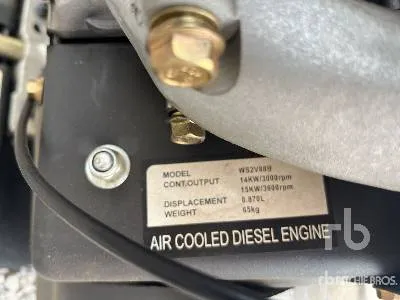 MODEL WS2V88B
CONT.OUTPUT 14KW/3000rpm
15KW/3600rpm
DISPLACEMENT 0.870L
WEIGHT 65kg
AIR COOLED DIESEL ENGINE
rb
ritchie BROS.